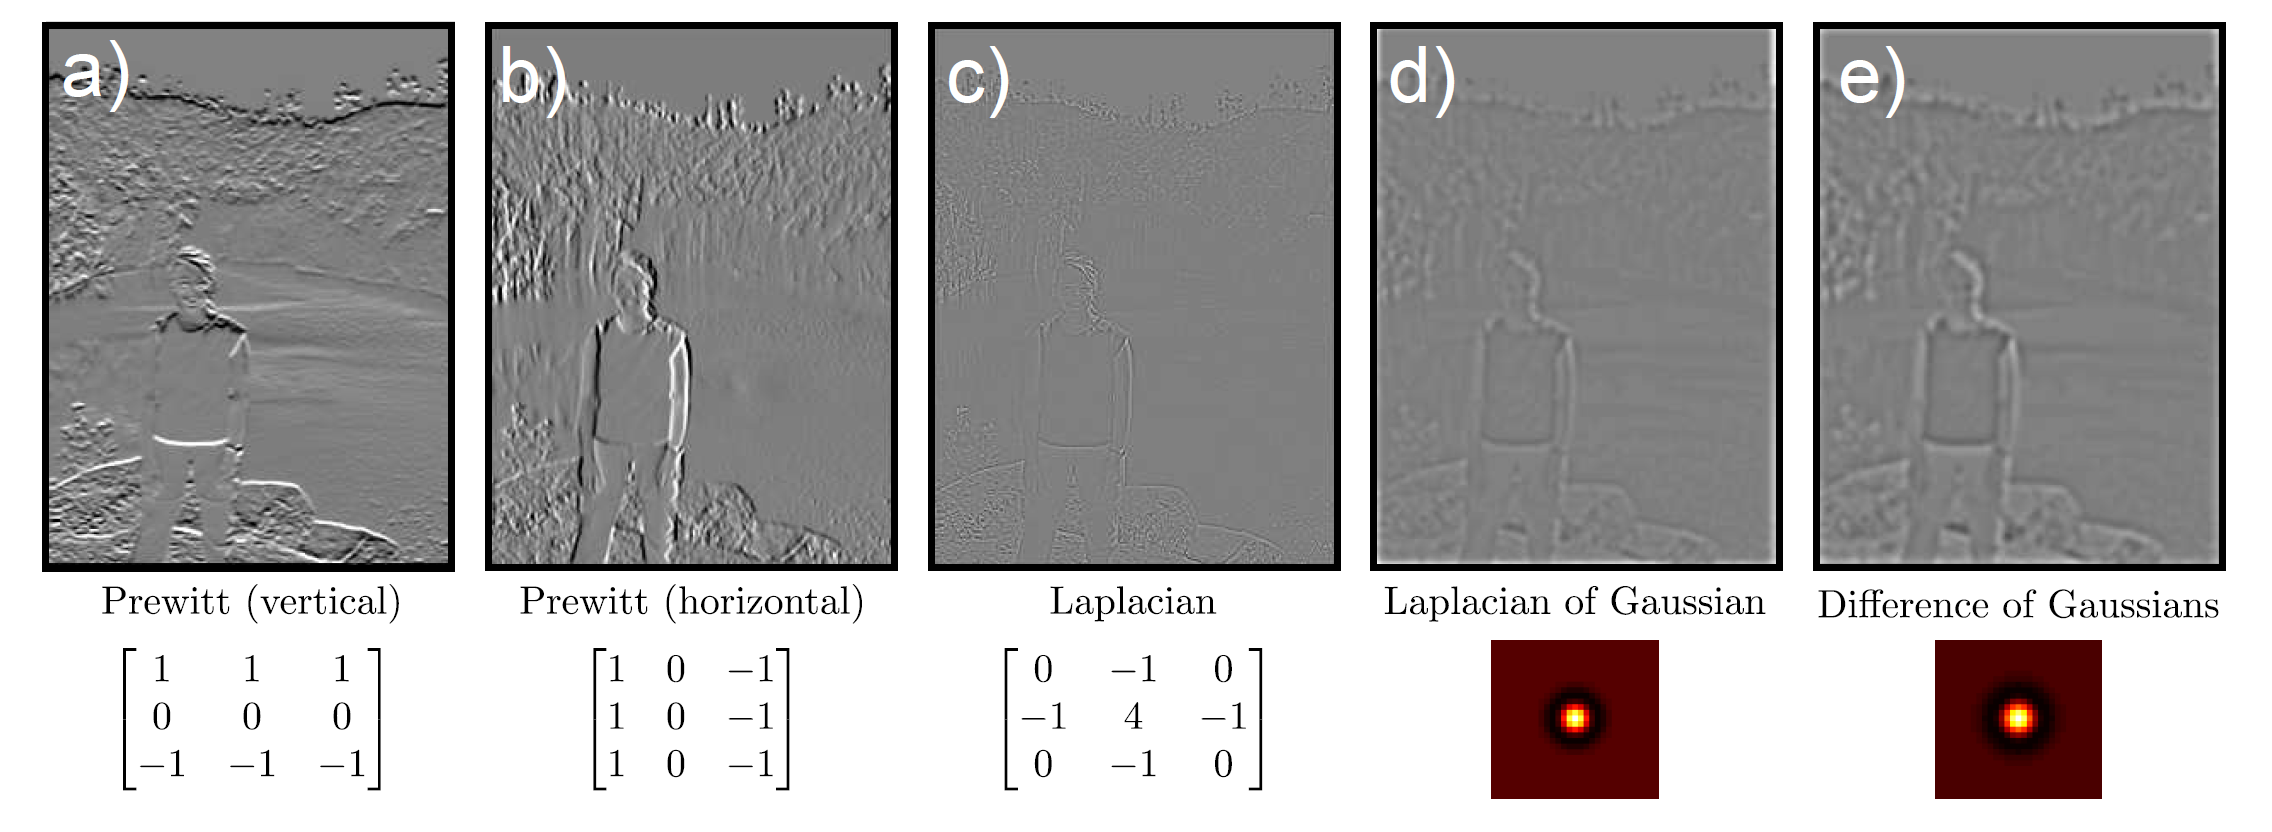 a) b) c) d) e)
Prewitt (vertical) Prewitt (horizontal) Laplacian Laplacian of Gaussian Difference of Gaussians
1 1 1 1 0 −1 0 −1 0
0 0 0 1 0 −1 −1 4 −1
−1 −1 −1 1 0 −1 0 −1 0